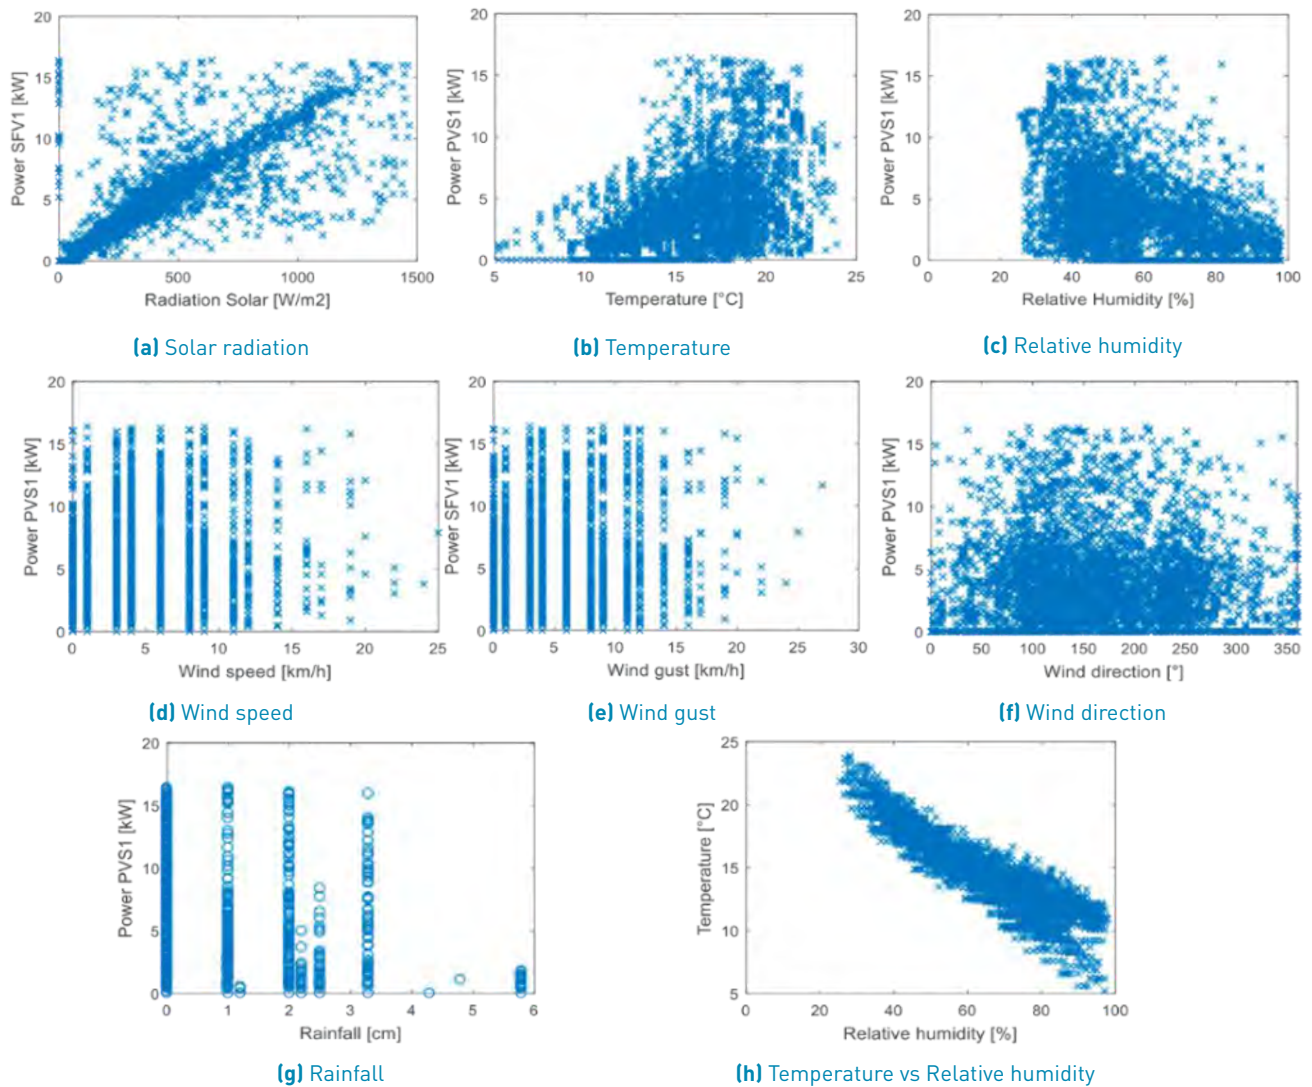 20
15
10
5
0
Power SFV1 [kW]
0 500 1000 1500
Radiation Solar [W/m2]
(a) Solar radiation
20
15
10
5
0
Power PVS1 [kW]
5 10 15 20 25
Temperature [°C]
(b) Temperature
20
15
10
5
0
Power PVS1 [kW]
0 20 40 60 80 100
Relative Humidity [%]
(c) Relative humidity
20
15
10
5
0
Power PVS1 [kW]
0 5 10 15 20 25
Wind speed [km/h]
(d) Wind speed
20
15
10
5
0
Power SFV1 [kW]
0 5 10 15 20 25 30
Wind gust [km/h]
(e) Wind gust
20
15
10
5
0
Power PVS1 [kW]
0 50 100 150 200 250 300 350
Wind direction [°]
(f) Wind direction
20
15
10
5
0
Power PVS1 [kW]
0 1 2 3 4 5 6
Rainfall [cm]
(g) Rainfall
25
20
15
10
5
Temperature [°C]
0 20 40 60 80 100
Relative humidity [%]
(h) Temperature vs Relative humidity